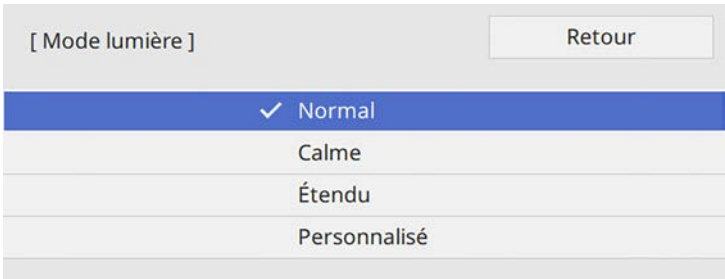 [ Mode lumière ]
Retour
Normal
Calme
Étendu
Personnalisé